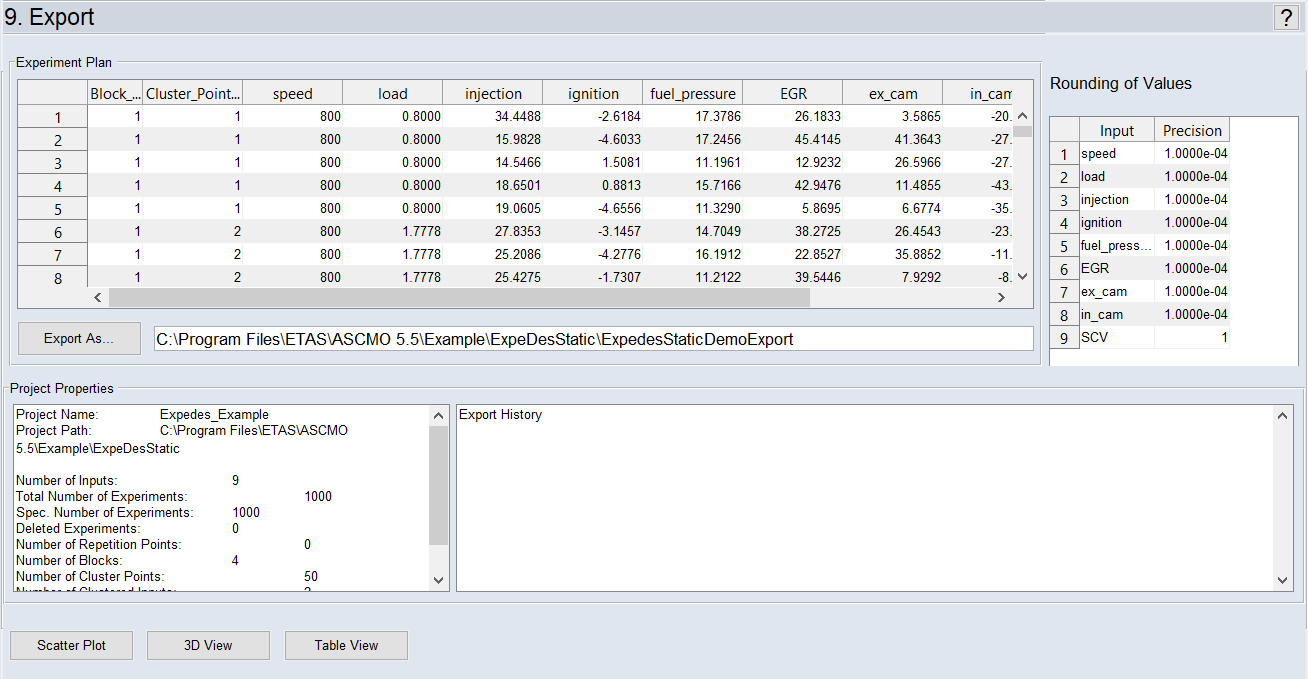 9. Export
?
Experiment Plan
Block_... Cluster_Point... speed load injection ignition fuel_pressure EGR ex_cam in_cam
1 1 1 800 0.8000 34.4488 -2.6184 17.3786 26.1833 3.5865 -20.
2 1 1 800 0.8000 15.9828 -4.6033 17.2456 45.4145 41.3643 -27.
3 1 1 800 0.8000 14.5466 1.5081 11.1961 12.9232 26.5966 -27.
4 1 1 800 0.8000 18.6501 0.8813 15.7166 42.9476 11.4855 -43.
5 1 1 800 0.8000 19.0605 -4.6556 11.3290 5.8695 6.6774 -35.
6 1 2 800 1.7778 27.8353 -3.1457 14.7049 38.2725 26.4543 -23.
7 1 2 800 1.7778 25.2086 -4.2776 16.1912 22.8527 35.8852 -11.
8 1 2 800 1.7778 25.4275 -1.7307 11.2122 39.5446 7.9292 -8.
Export As...
C:\Program Files\ETAS\ASCMO 5.5\Example\ExpeDesStatic\ExpedesStaticDemoExport
Rounding of Values
Input Precision
1 speed 1.0000e-04
2 load 1.0000e-04
3 injection 1.0000e-04
4 ignition 1.0000e-04
5 fuel_press... 1.0000e-04
6 EGR 1.0000e-04
7 ex_cam 1.0000e-04
8 in_cam 1.0000e-04
9 SCV 1
Project Properties
Project Name: Expedes_Example
Project Path: C:\Program Files\ETAS\ASCMO
5.5\Example\ExpeDesStatic
Number of Inputs: 9
Total Number of Experiments: 1000
Spec. Number of Experiments: 1000
Deleted Experiments: 0
Number of Repetition Points: 0
Number of Blocks: 4
Number of Cluster Points: 50
Number of Clustered Inputs: 2
Export History
Scatter Plot
3D View
Table View